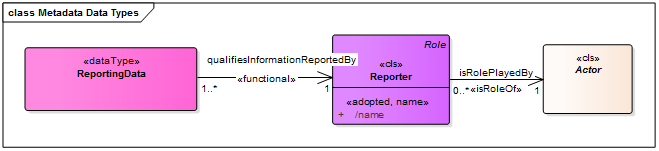 class Metadata Data Types
«dataType»
ReportingData
qualifiesInformationReportedBy
«functional»
1..*
1
Role
«cls»
Reporter
«adopted, name»
+ /name
isRolePlayedBy
0..* «isRoleOf» 1
«cls»
Actor